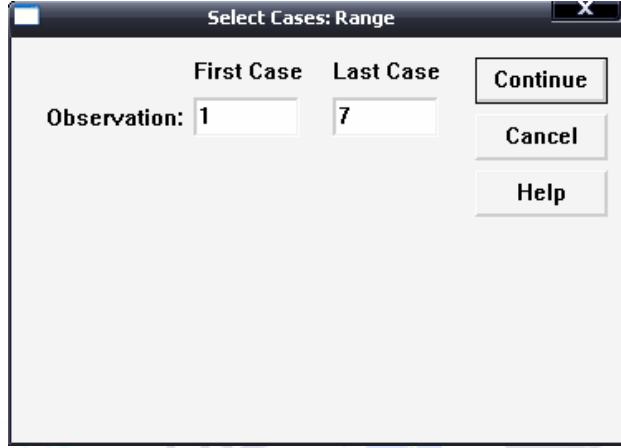 Select Cases: Range X
First Case Last Case Continue
Observation: 1 7
Cancel
Help